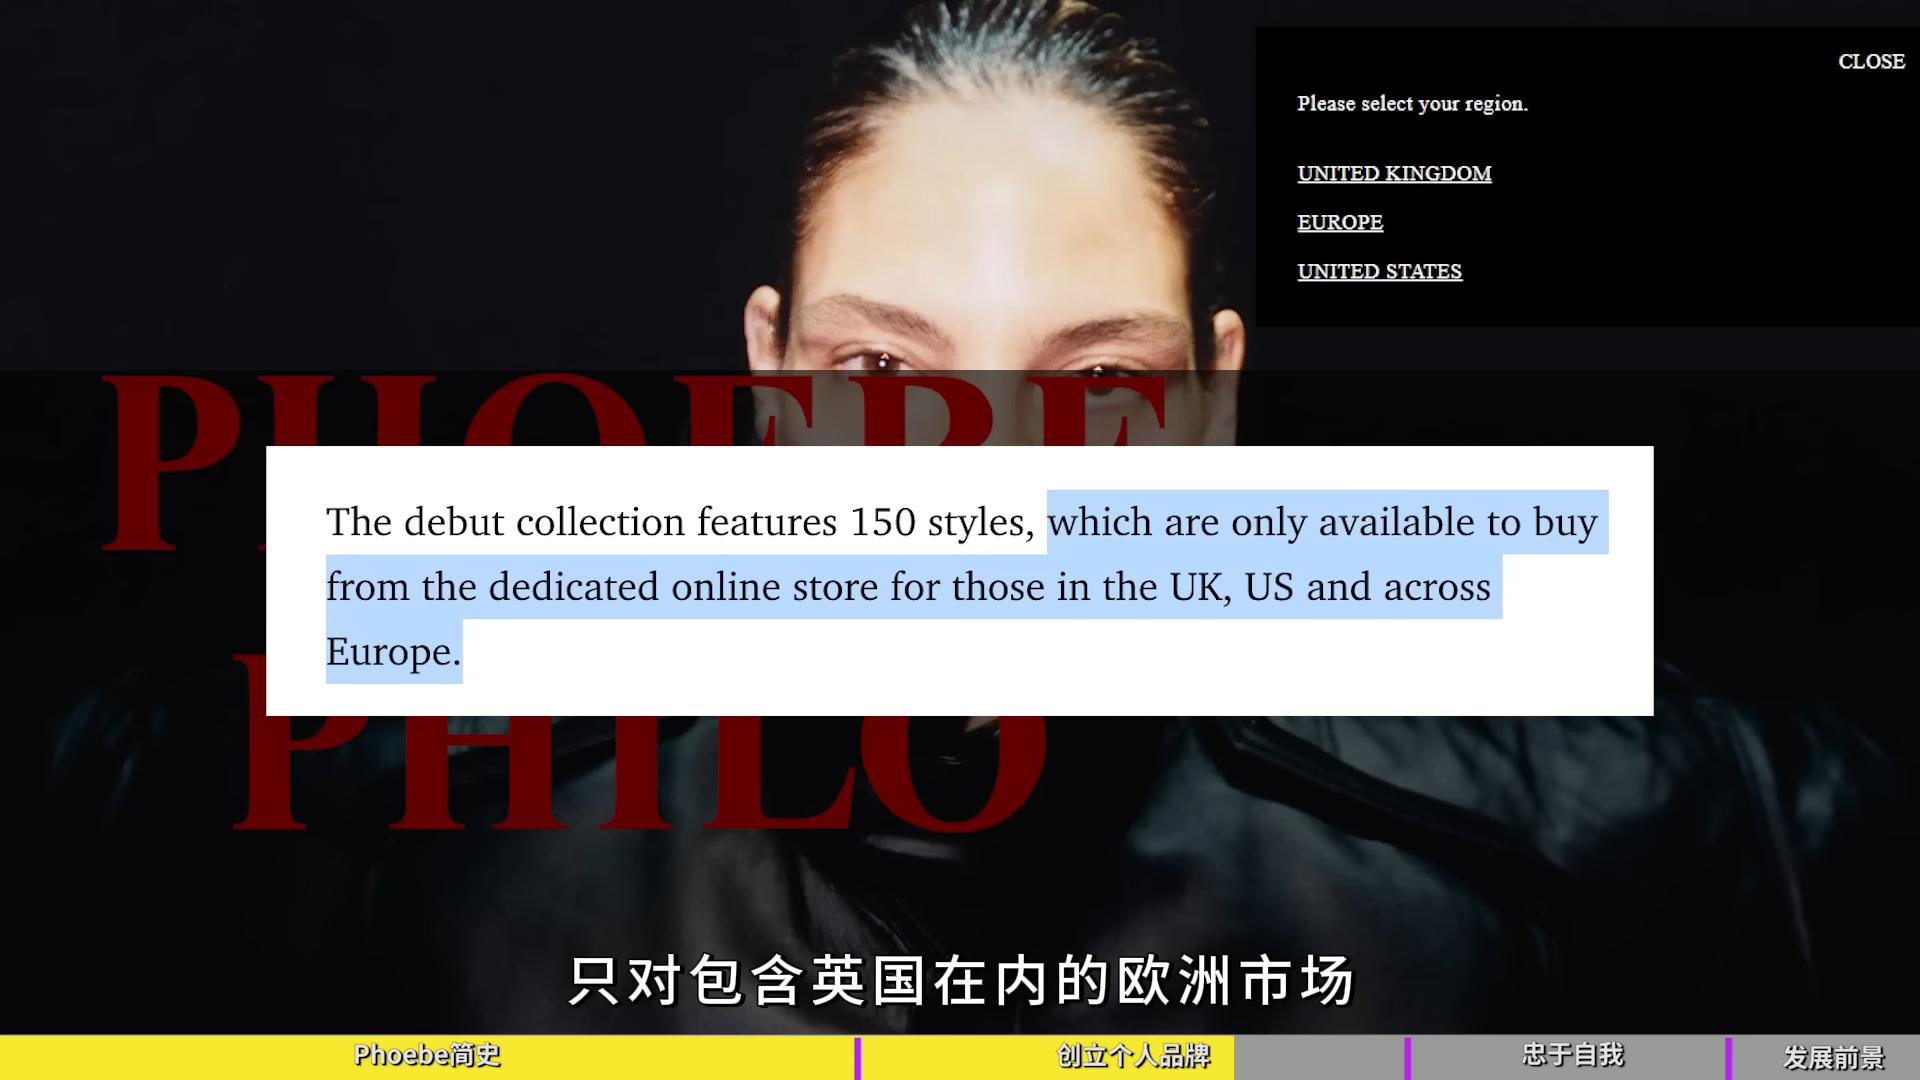 CLOSE
Please select your region.
UNITED KINGDOM
EUROPE
UNITED STATES
PHOEBE
The debut collection features 150 styles, which are only available to buy
from the dedicated online store for those in the UK, US and across
Europe.
PHILO
只对包含英国在内的欧洲市场
Phoebe简史
创立个人品牌
忠于自我
发展前景